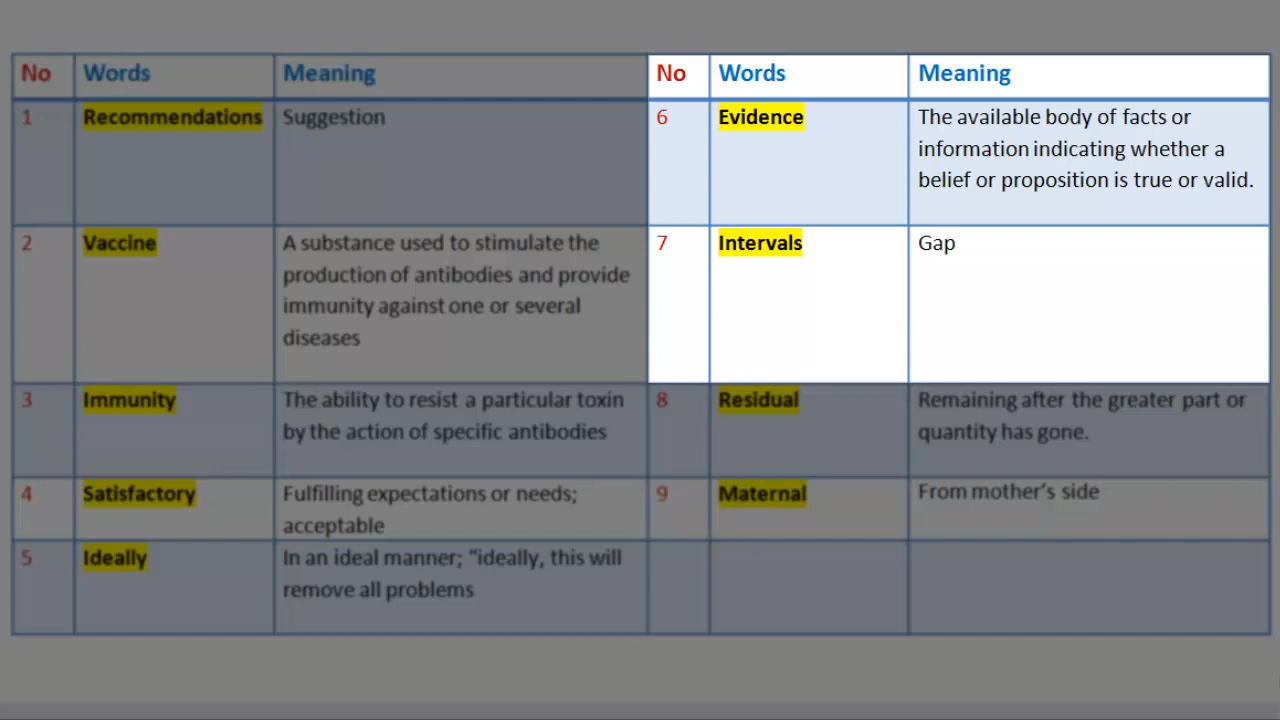 No Words Meaning No Words Meaning
1 Recommendations Suggestion
6 Evidence The available body of facts or
information indicating whether a
belief or proposition is true or valid.
2 Vaccine A substance used to stimulate the
production of antibodies and provide
immunity against one or several
diseases
7 Intervals Gap
3 Immunity The ability to resist a particular toxin
by the action of specific antibodies
8 Residual Remaining after the greater part or
quantity has gone.
4 Satisfactory Fulfilling expectations or needs;
acceptable
9 Maternal From mother's side
5 Ideally In an ideal manner; “ideally, this will
remove all problems